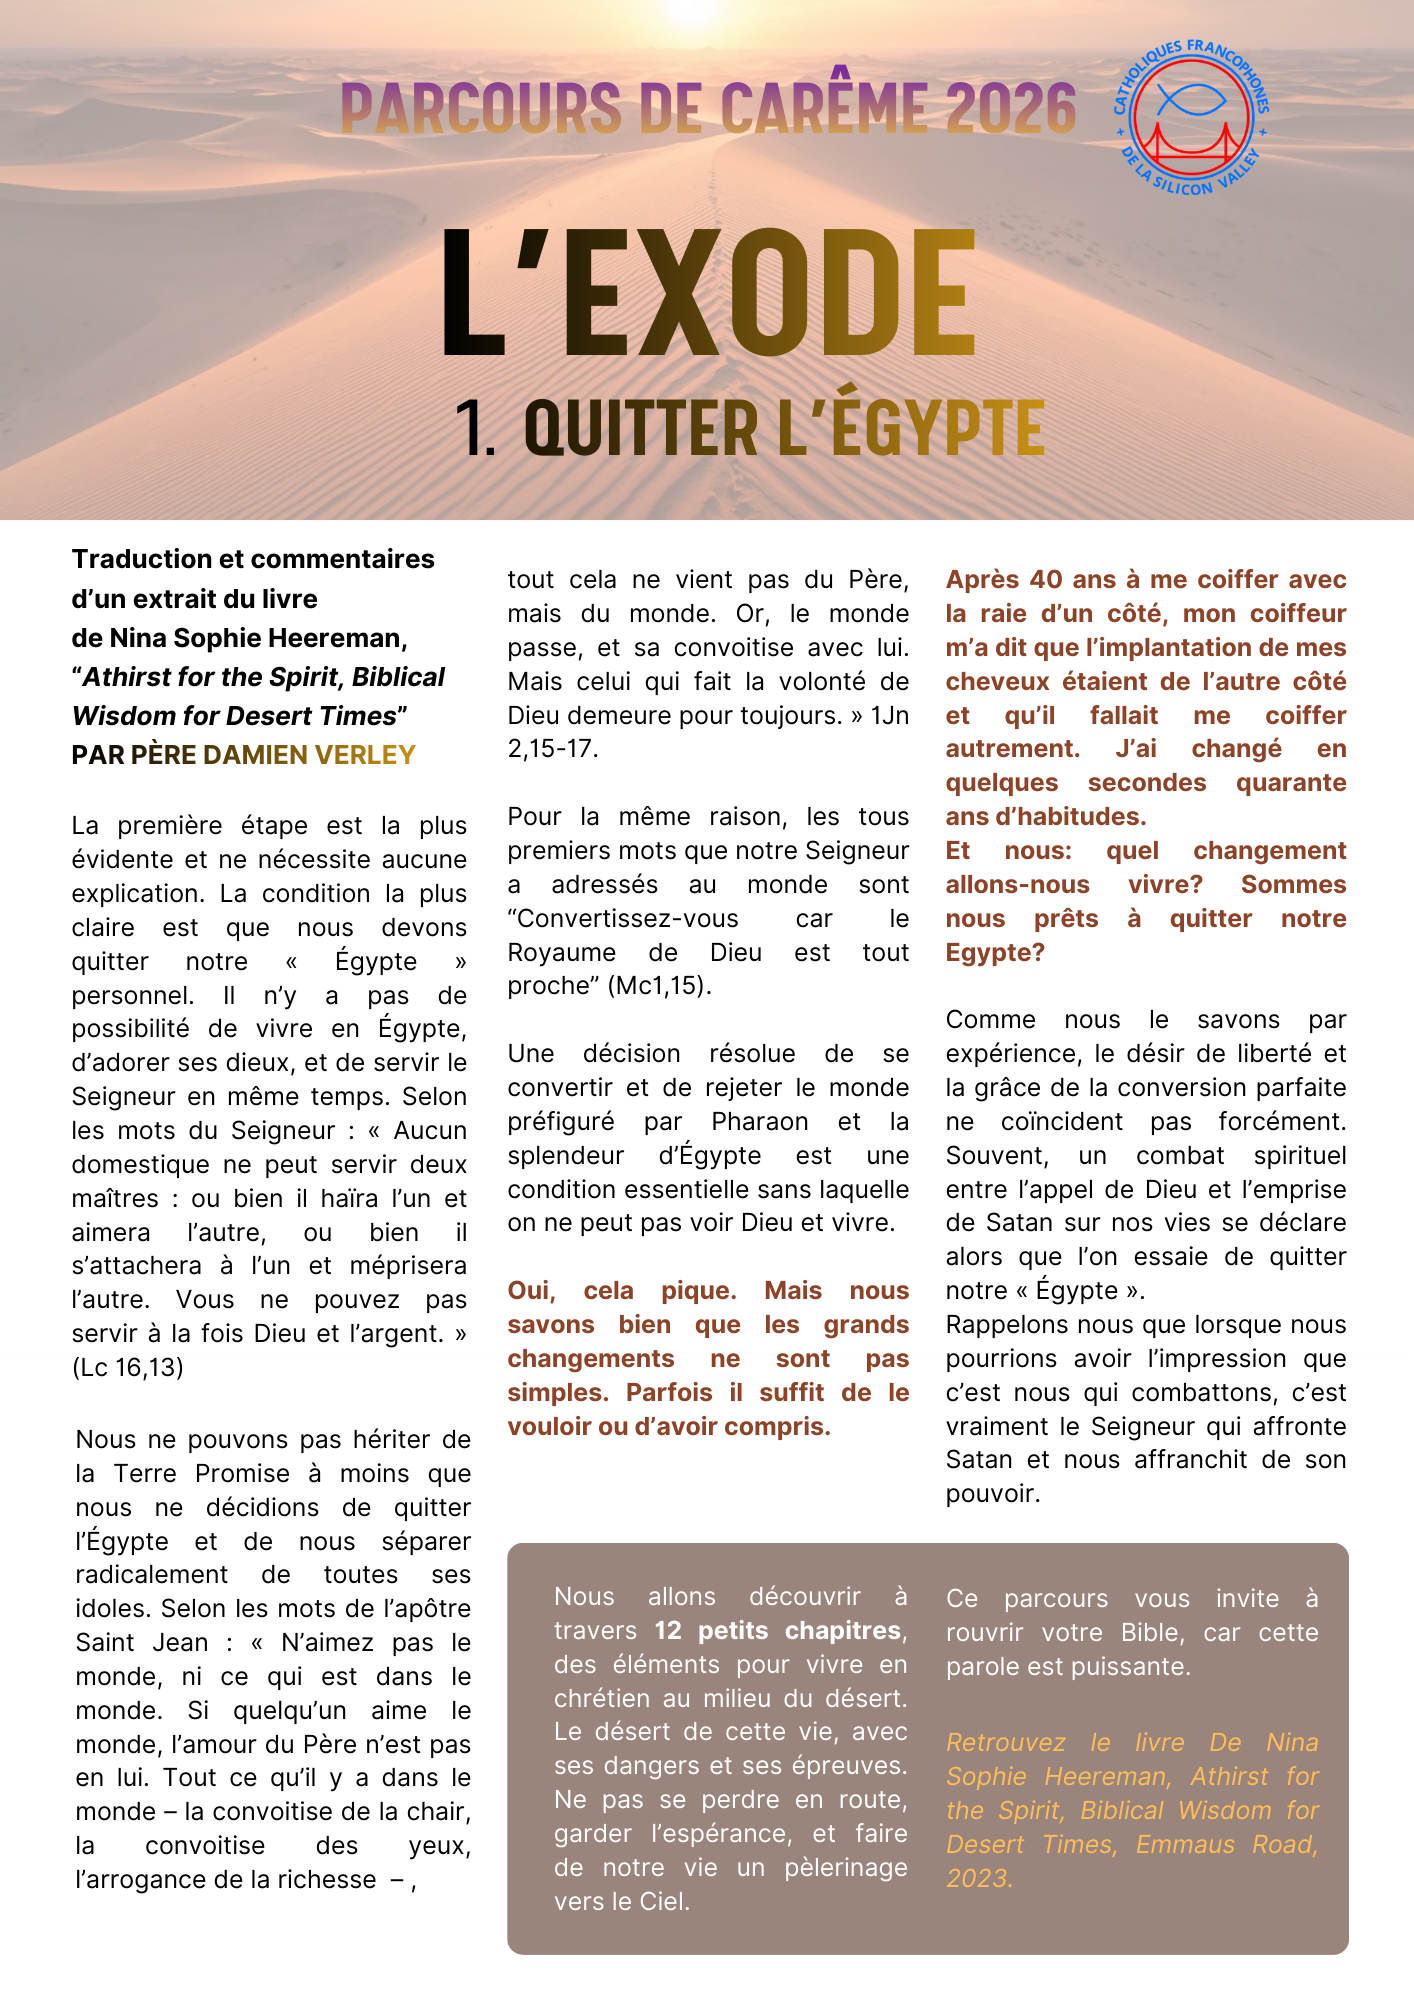 PARCOURS DE CARÊME 2026
CATHOLIQUES FRANCOPHONES
+ DE LA SILICON VALLEY +
L’EXODE
1. QUITTER L’ÉGYPTE
Traduction et commentaires
d’un extrait du livre
de Nina Sophie Heereman,
“Athirst for the Spirit, Biblical
Wisdom for Desert Times”
PAR PÈRE DAMIEN VERLEY
La première étape est la plus
évidente et ne nécessite aucune
explication. La condition la plus
claire est que nous devons
quitter notre « Égypte »
personnel. Il n’y a pas de
possibilité de vivre en Égypte,
d’adorer ses dieux, et de servir le
Seigneur en même temps. Selon
les mots du Seigneur : « Aucun
domestique ne peut servir deux
maîtres : ou bien il haïra l’un et
aimera l’autre, ou bien il
s’attachera à l’un et méprisera
l’autre. Vous ne pouvez pas
servir à la fois Dieu et l’argent. »
(Lc 16,13)
Nous ne pouvons pas hériter de
la Terre Promise à moins que
nous ne décidions de quitter
l’Égypte et de nous séparer
radicalement de toutes ses
idoles. Selon les mots de l’apôtre
Saint Jean : « N’aimez pas le
monde, ni ce qui est dans le
monde. Si quelqu’un aime le
monde, l’amour du Père n’est pas
en lui. Tout ce qu’il y a dans le
monde – la convoitise de la chair,
la convoitise des yeux,
l’arrogance de la richesse – ,
tout cela ne vient pas du Père,
mais du monde. Or, le monde
passe, et sa convoitise avec lui.
Mais celui qui fait la volonté de
Dieu demeure pour toujours. » 1Jn
2,15-17.
Pour la même raison, les tous
premiers mots que notre Seigneur
a adressés au monde sont
“Convertissez-vous car le
Royaume de Dieu est tout
proche” (Mc1,15).
Une décision résolue de se
convertir et de rejeter le monde
préfiguré par Pharaon et la
splendeur d’Égypte est une
condition essentielle sans laquelle
on ne peut pas voir Dieu et vivre.
Oui, cela pique. Mais nous
savons bien que les grands
changements ne sont pas
simples. Parfois il suffit de le
vouloir ou d’avoir compris.
Après 40 ans à me coiffer avec
la raie d’un côté, mon coiffeur
m’a dit que l’implantation de mes
cheveux étaient de l’autre côté
et qu’il fallait me coiffer
autrement. J’ai changé en
quelques secondes quarante
ans d’habitudes.
Et nous: quel changement
allons-nous vivre? Sommes
nous prêts à quitter notre
Egypte?
Comme nous le savons par
expérience, le désir de liberté et
la grâce de la conversion parfaite
ne coïncident pas forcément.
Souvent, un combat spirituel
entre l’appel de Dieu et l’emprise
de Satan sur nos vies se déclare
alors que l’on essaie de quitter
notre « Égypte ».
Rappelons nous que lorsque nous
pourrions avoir l’impression que
c’est nous qui combattons, c’est
vraiment le Seigneur qui affronte
Satan et nous affranchit de son
pouvoir.
Nous allons découvrir à
travers 12 petits chapitres,
des éléments pour vivre en
chrétien au milieu du désert.
Le désert de cette vie, avec
ses dangers et ses épreuves.
Ne pas se perdre en route,
garder l’espérance, et faire
de notre vie un pèlerinage
vers le Ciel.
Ce parcours vous invite à
rouvrir votre Bible, car cette
parole est puissante.
Retrouvez le livre De Nina
Sophie Heereman, Athirst for
the Spirit, Biblical Wisdom for
Desert Times, Emmaus Road,
2023.